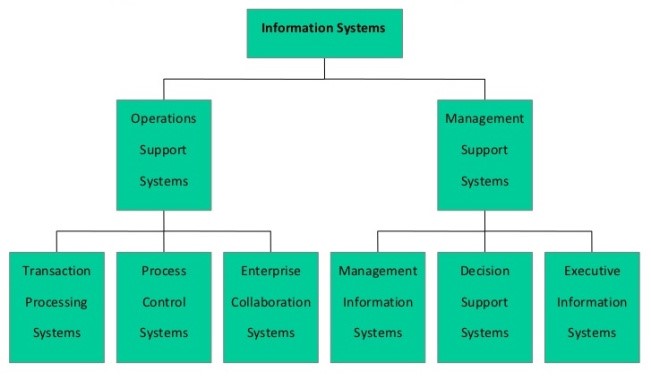 Information Systems
Operations
Support
Systems
Management
Support
Systems
Transaction
Processing
Systems
Process
Control
Systems
Enterprise
Collaboration
Systems
Management
Information
Systems
Decision
Support
Systems
Executive
Information
Systems